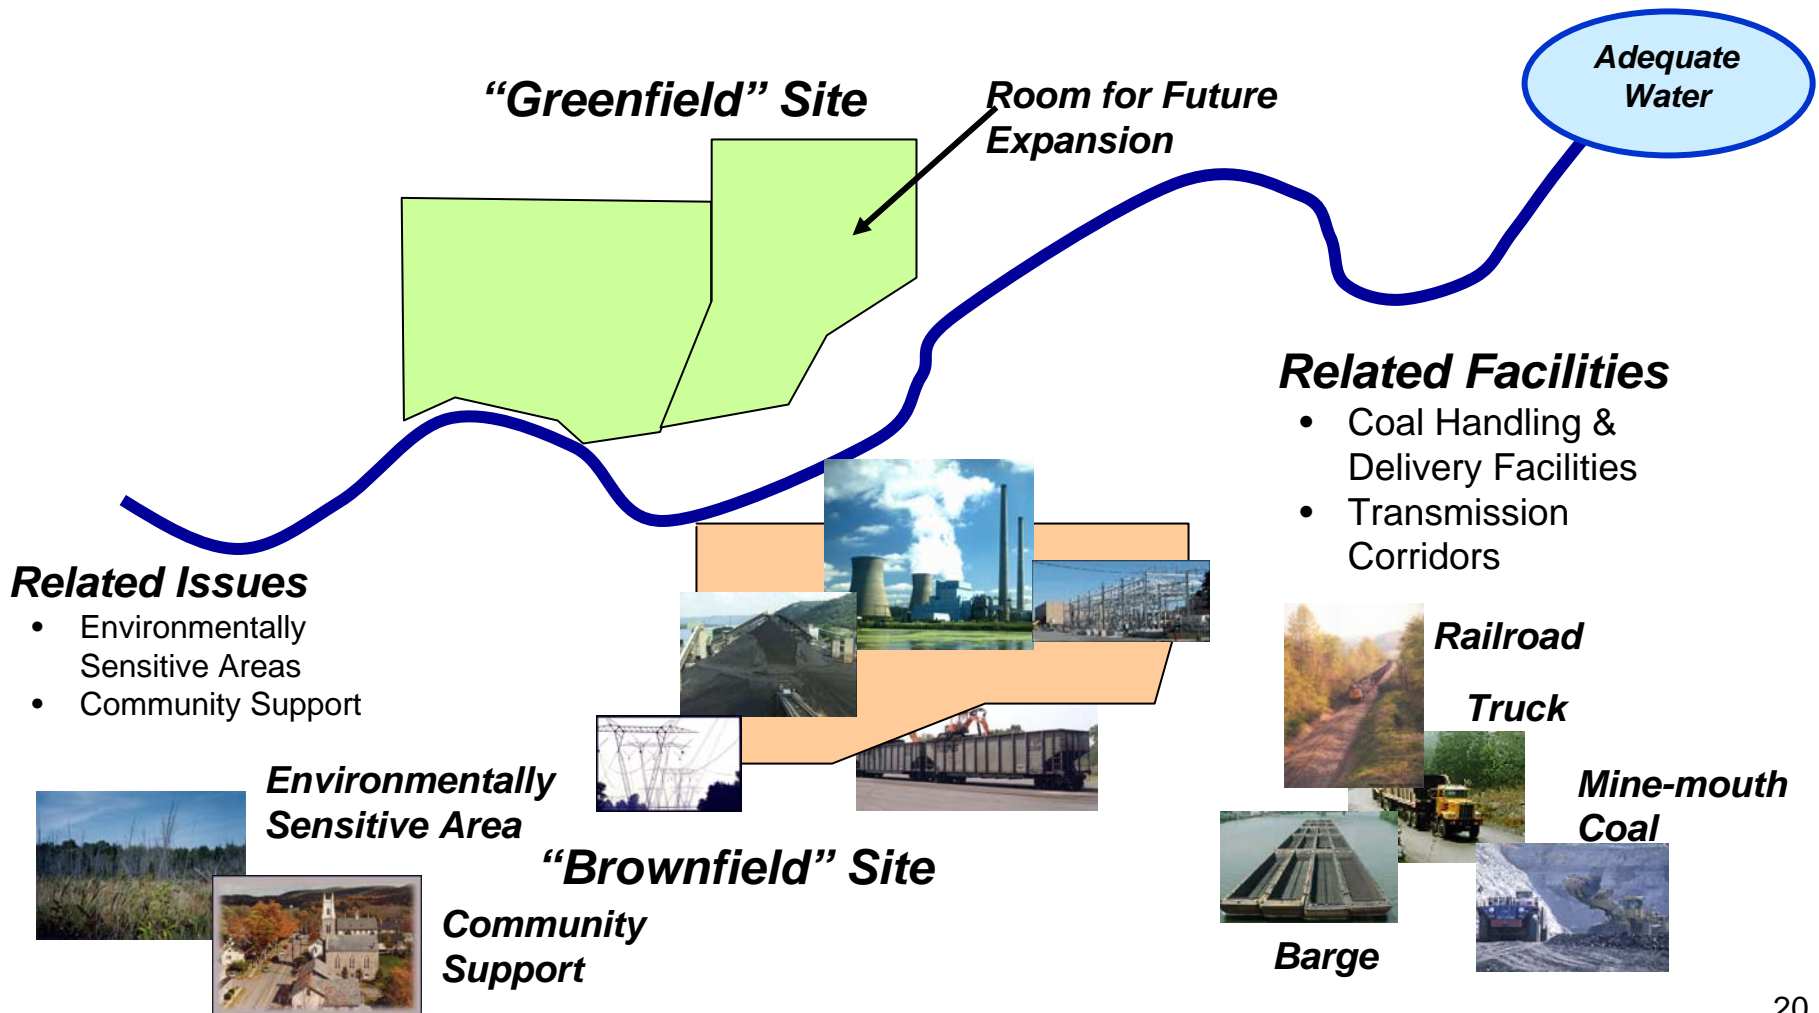 Adequate
Water
“Greenfield” Site
Room for Future
Expansion
Related Facilities
• Coal Handling &
Delivery Facilities
• Transmission
Corridors
Related Issues
• Environmentally
Sensitive Areas
• Community Support
Railroad
Truck
Mine-mouth
Coal
Barge
Environmentally
Sensitive Area
“Brownfield” Site
Community
Support
20